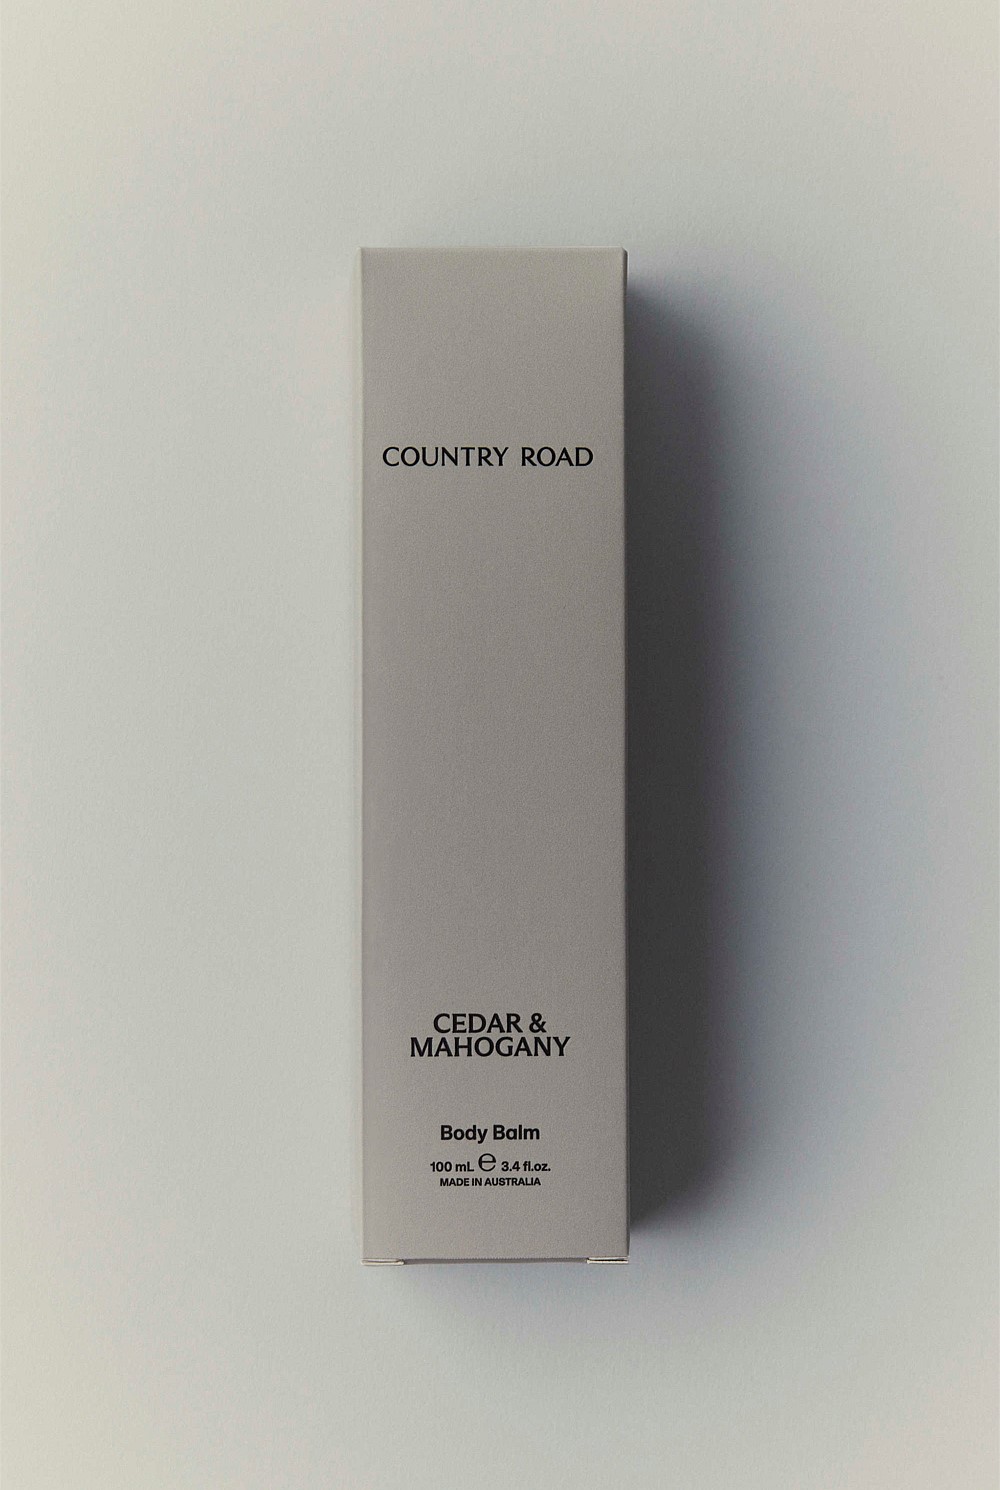 COUNTRY ROAD
CEDAR &
MAHOGANY
Body Balm
100 mL ℮ 3.4 fl.oz.
MADE IN AUSTRALIA